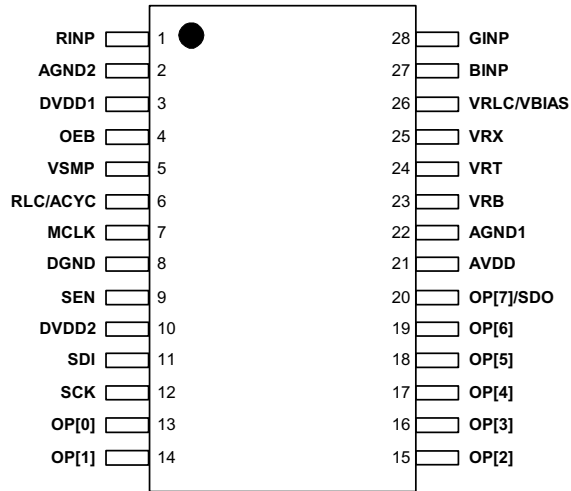 RINP 1 28 GINP
AGND2 2 27 BINP
DVDD1 3 26 VRLC/VBIAS
OEB 4 25 VRX
VSMP 5 24 VRT
RLC/ACYC 6 23 VRB
MCLK 7 22 AGND1
DGND 8 21 AVDD
SEN 9 20 OP[7]/SDO
DVDD2 10 19 OP[6]
SDI 11 18 OP[5]
SCK 12 17 OP[4]
OP[0] 13 16 OP[3]
OP[1] 14 15 OP[2]